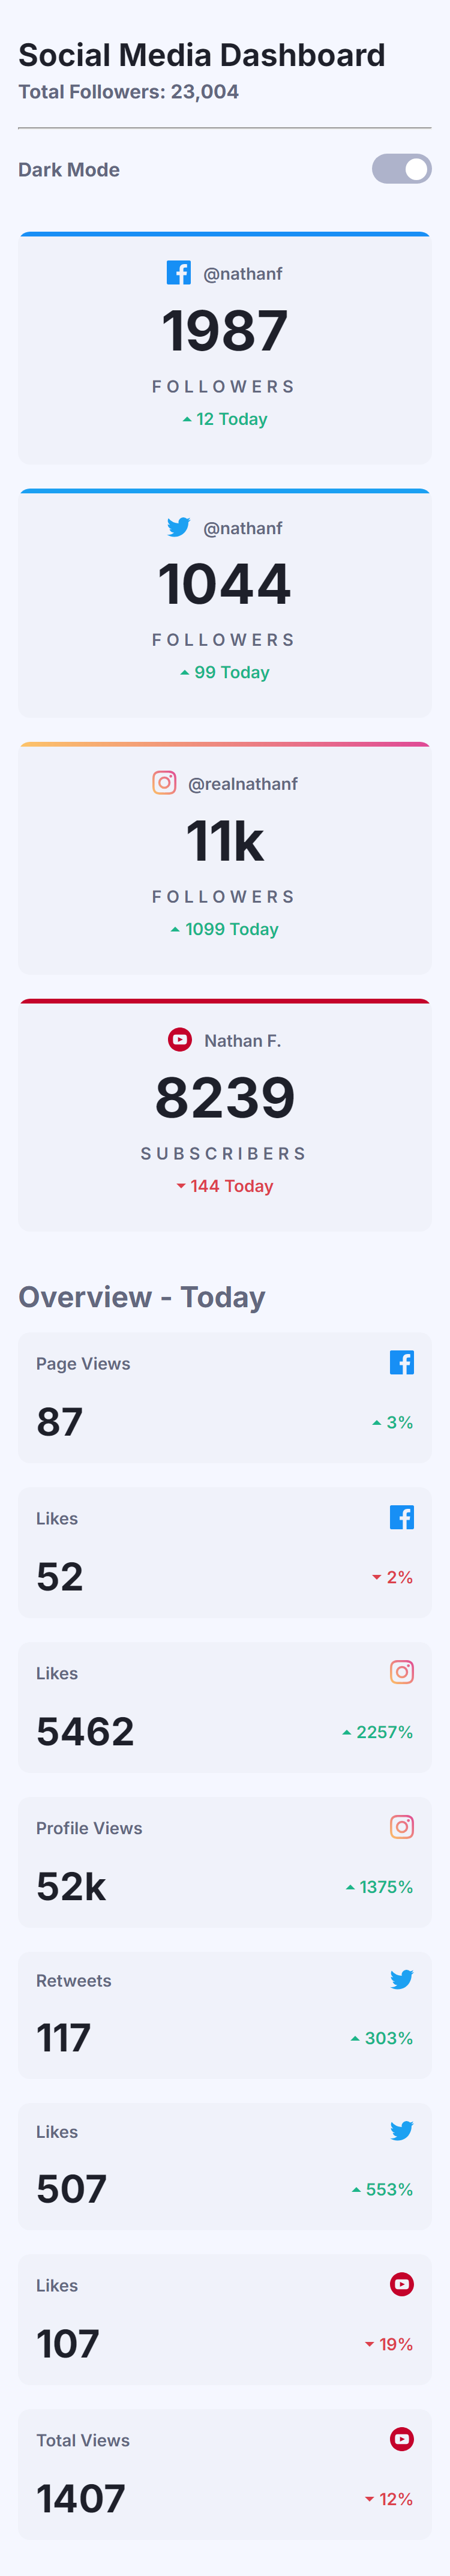 Social Media Dashboard
Total Followers: 23,004
Dark Mode
@nathanf
1987
FOLLOWERS
12 Today
@nathanf
1044
FOLLOWERS
99 Today
@realnathanf
11k
FOLLOWERS
1099 Today
Nathan F.
8239
SUBSCRIBERS
144 Today
Overview - Today
Page Views
87
3%
Likes
52
2%
Likes
5462
2257%
Profile Views
52k
1375%
Retweets
117
303%
Likes
507
553%
Likes
107
19%
Total Views
1407
12%